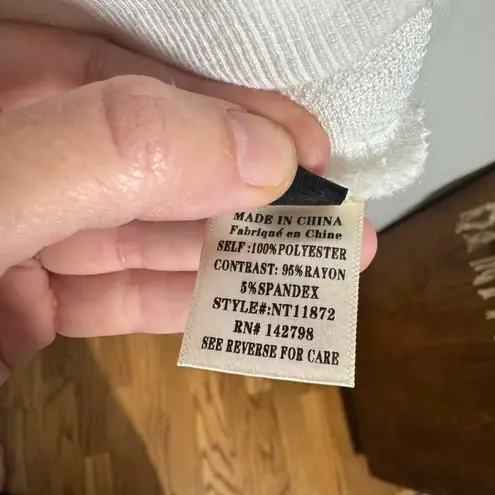 MADE IN CHINA
Fabriqué en Chine
SELF :100%POLYESTER
CONTRAST: 95%RAYON
5%SPANDEX
STYLE#:NT11872
RN# 142798
SEE REVERSE FOR CARE